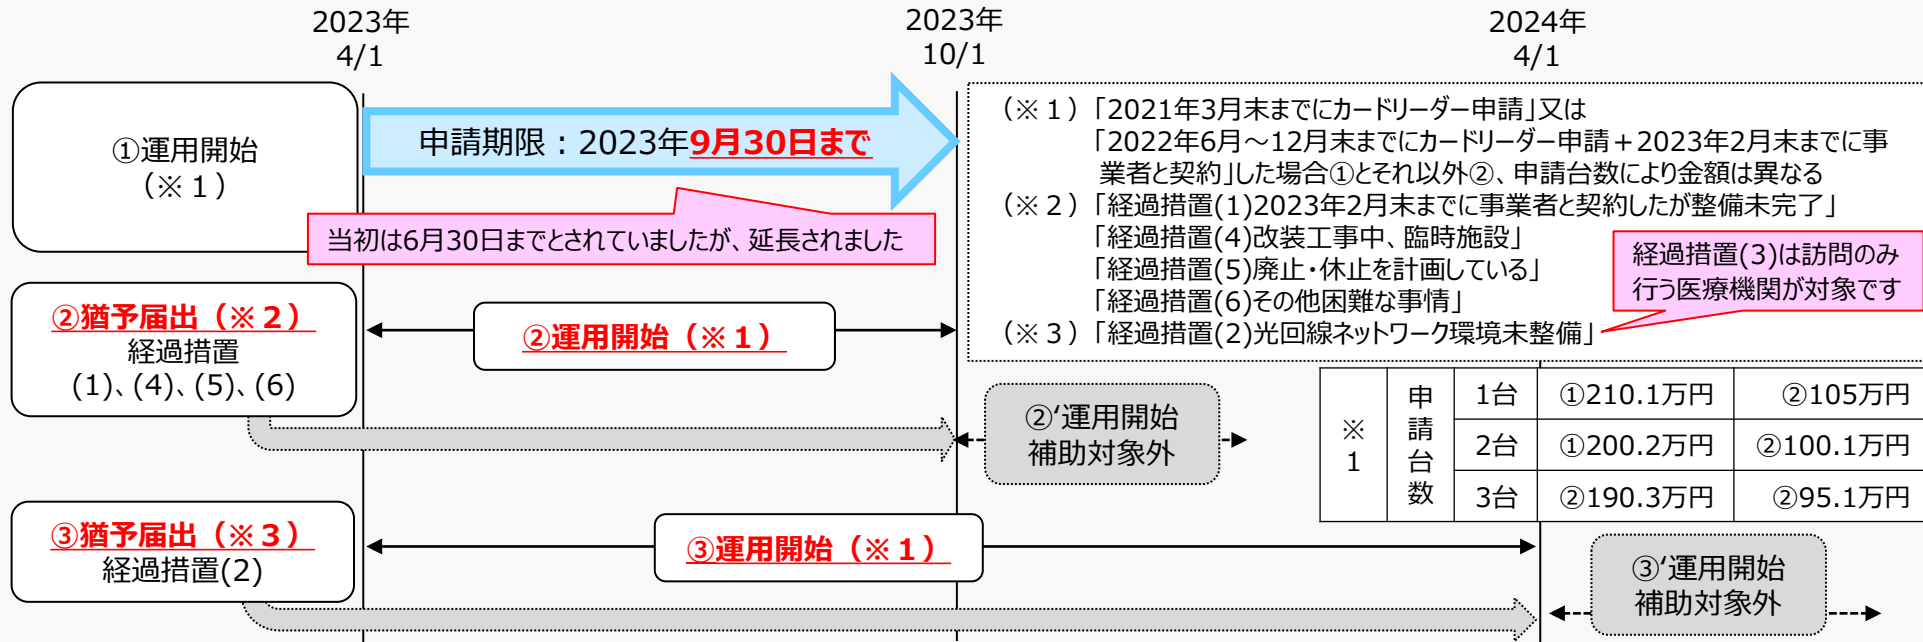 2023年
4/1
2023年
10/1
2024年
4/1
①運用開始
(※１)
申請期限：2023年9月30日まで
当初は6月30日までとされていましたが、延長されました
(※１)「2021年3月末までにカードリーダー申請」又は
「2022年6月～12月末までにカードリーダー申請＋2023年2月末までに事
業者と契約」した場合①とそれ以外②、申請台数により金額は異なる
(※２)「経過措置(1)2023年2月末までに事業者と契約したが整備未完了」
「経過措置(4)改装工事中、臨時施設」
「経過措置(5)廃止・休止を計画している」
「経過措置(6)その他困難な事情」
(※３)「経過措置(2)光回線ネットワーク環境未整備」
経過措置(3)は訪問のみ
行う医療機関が対象です
②猶予届出（※２）
経過措置
(1)、(4)、(5)、(6)
②運用開始（※１）
②‘運用開始
補助対象外
※1
申請台数
1台 ①210.1万円 ②105万円
2台 ①200.2万円 ②100.1万円
3台 ②190.3万円 ②95.1万円
③猶予届出（※３）
経過措置(2)
③運用開始（※１）
③‘運用開始
補助対象外